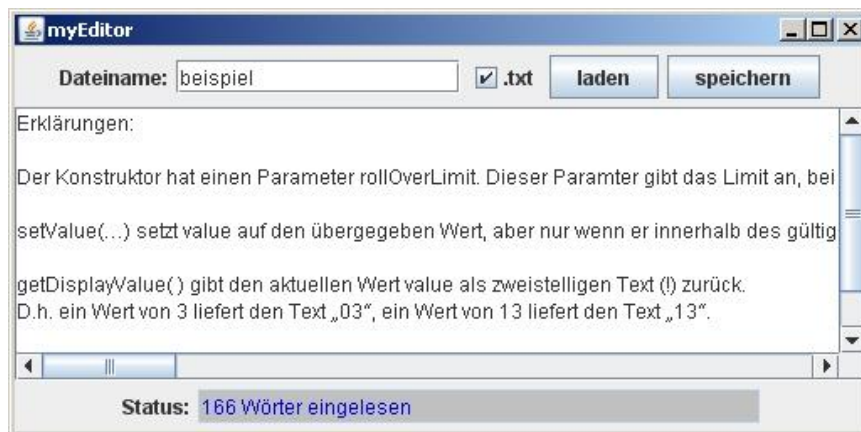 myEditor
Dateiname: beispiel .txt laden speichern
Erklärungen:
Der Konstruktor hat einen Parameter rollOverLimit. Dieser Paramter gibt das Limit an, bei
setValue(...) setzt value auf den übergegeben Wert, aber nur wenn er innerhalb des gültig
getDisplayValue( ) gibt den aktuellen Wert value als zweistelligen Text (!) zurück.
D.h. ein Wert von 3 liefert den Text „03“, ein Wert von 13 liefert den Text „13“.
Status: 166 Wörter eingelesen